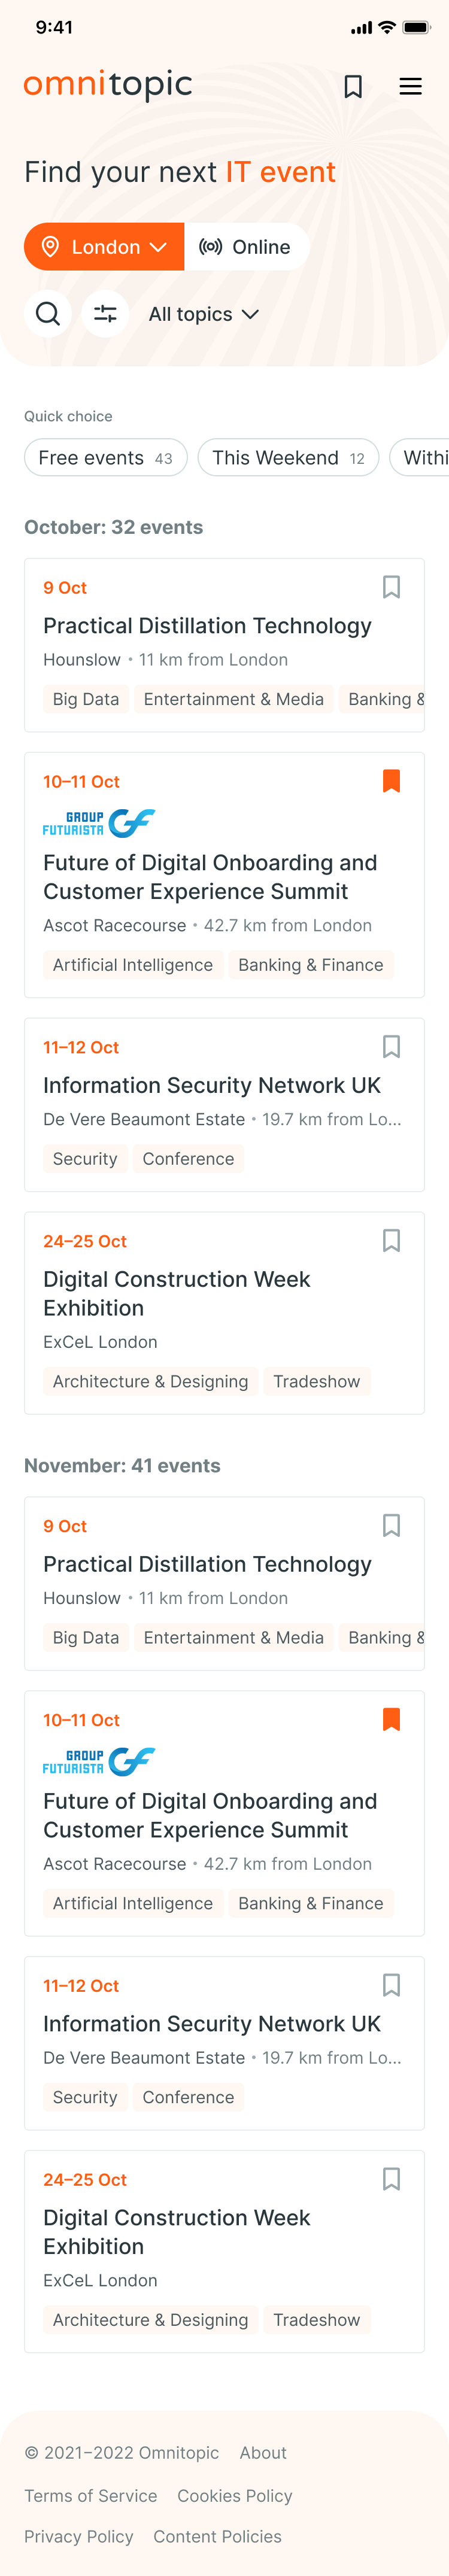 9:41
omnitopic
Find your next IT event
London Online
All topics
Quick choice
Free events 43 This Weekend 12 Withi
October: 32 events
9 Oct
Practical Distillation Technology
Hounslow • 11 km from London
Big Data Entertainment & Media Banking &
10–11 Oct
GROUP
FUTURISTA GF
Future of Digital Onboarding and
Customer Experience Summit
Ascot Racecourse • 42.7 km from London
Artificial Intelligence Banking & Finance
11–12 Oct
Information Security Network UK
De Vere Beaumont Estate • 19.7 km from Lo...
Security Conference
24–25 Oct
Digital Construction Week
Exhibition
ExCeL London
Architecture & Designing Tradeshow
November: 41 events
9 Oct
Practical Distillation Technology
Hounslow • 11 km from London
Big Data Entertainment & Media Banking &
10–11 Oct
GROUP
FUTURISTA GF
Future of Digital Onboarding and
Customer Experience Summit
Ascot Racecourse • 42.7 km from London
Artificial Intelligence Banking & Finance
11–12 Oct
Information Security Network UK
De Vere Beaumont Estate • 19.7 km from Lo...
Security Conference
24–25 Oct
Digital Construction Week
Exhibition
ExCeL London
Architecture & Designing Tradeshow
© 2021–2022 Omnitopic About
Terms of Service Cookies Policy
Privacy Policy Content Policies